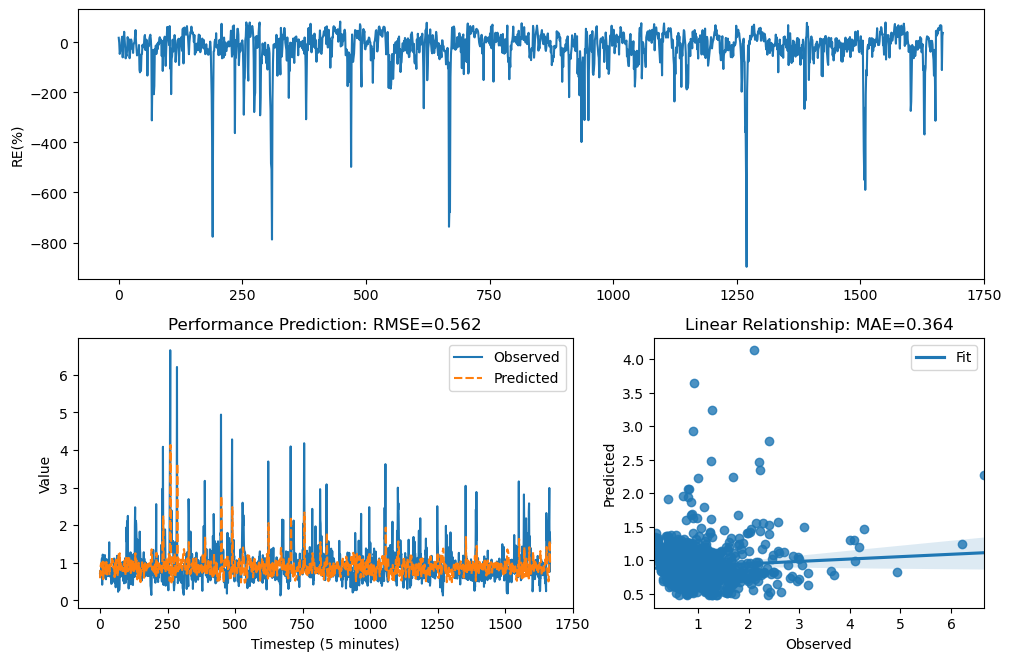 0
−200
−400
−600
−800
RE(%)
0 250 500 750 1000 1250 1500 1750
Performance Prediction: RMSE=0.562
Observed
Predicted
6
5
4
3
2
1
0
Value
0 250 500 750 1000 1250 1500 1750
Timestep (5 minutes)
Linear Relationship: MAE=0.364
Fit
4.0
3.5
3.0
2.5
2.0
1.5
1.0
0.5
Predicted
1 2 3 4 5 6
Observed